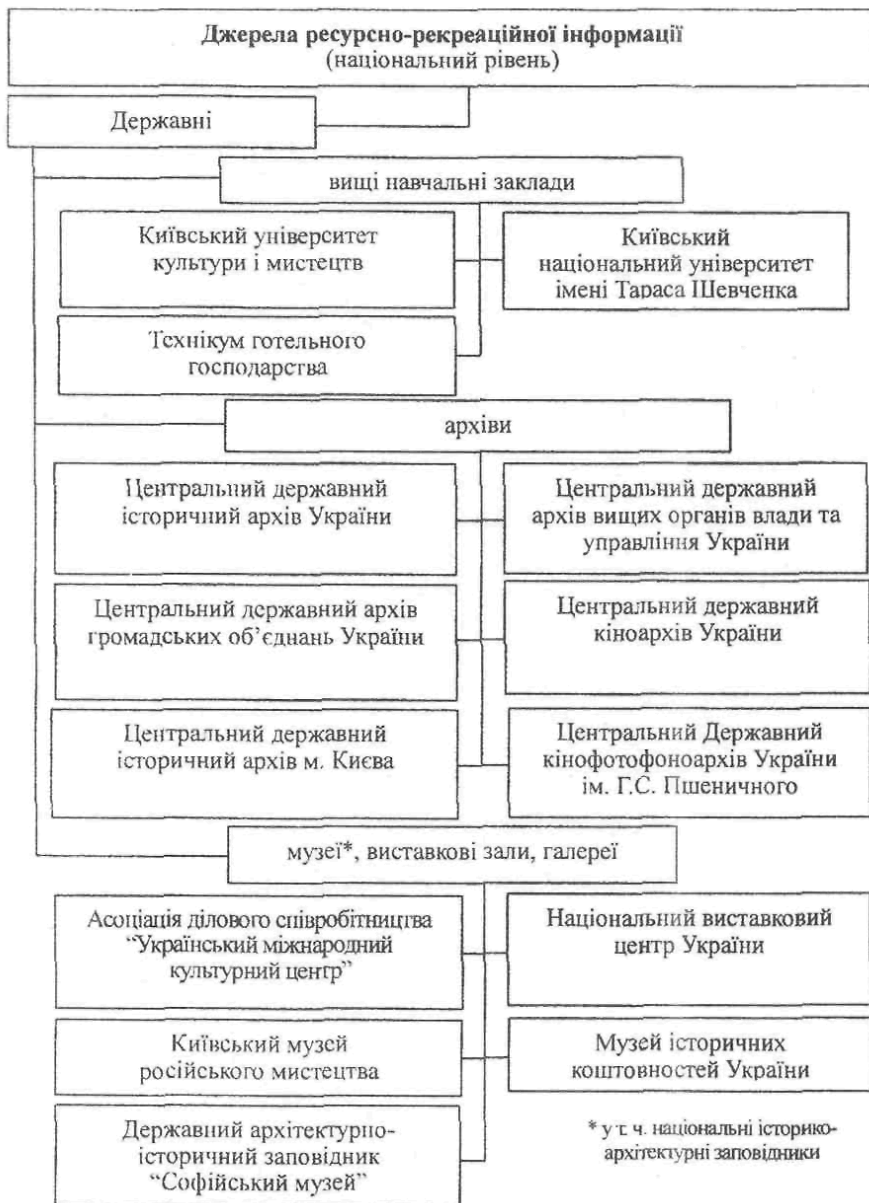 Джерела ресурсно-рекреаційної інформації
(національний рівень)
Державні
вищі навчальні заклади
Київський університет
культури і мистецтв
Київський
національний університет
імені Тараса Шевченка
Технікум готельного
господарства
архіви
Центральний державний
історичний архів України
Центральний державний
архів вищих органів влади та
управління України
Центральний державний архів
громадських об’єднань України
Центральний державний
кіноархів України
Центральний державний
історичний архів м. Києва
Центральний Державний
кінофотофоноархів України
ім. Г.С. Пшеничного
музеї*, виставкові зали, галереї
Асоціація ділового співробітництва
“Український міжнародний
культурний центр”
Національний виставковий
центр України
Київський музей
російського мистецтва
Музей історичних
коштовностей України
Державний архітектурно-
історичний заповідник
“Софійський музей”
* у т. ч. національні історико-
архітектурні заповідники